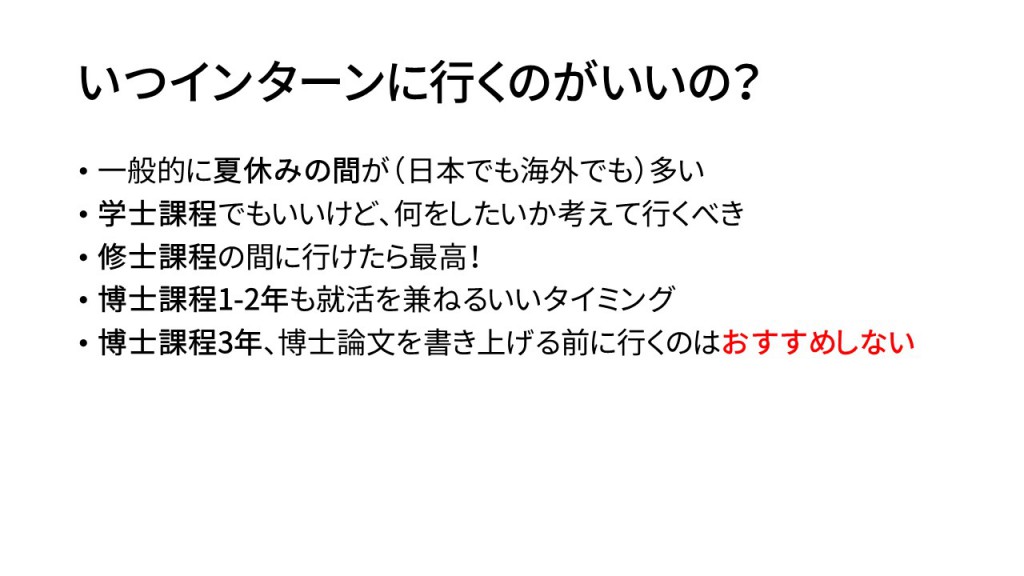 いつインターンに行くのがいいの？
• 一般的に夏休みの間が（日本でも海外でも）多い
• 学士課程でもいいけど、何をしたいか考えて行くべき
• 修士課程の間に行けたら最高！
• 博士課程1-2年も就活を兼ねるいいタイミング
• 博士課程3年、博士論文を書き上げる前に行くのはおすすめしない